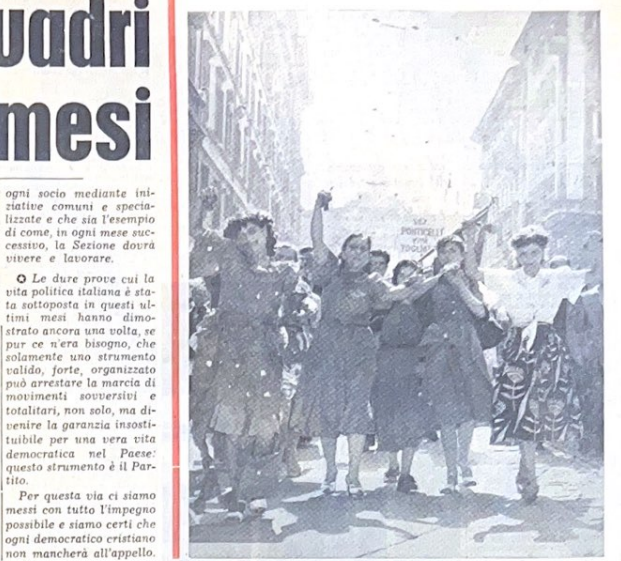 uadri
mesi
ogni socio mediante ini-
ziative comuni e specia-
lizzate e che sia l'esempio
di come, in ogni mese suc-
cessivo, la Sezione dovrà
vivere e lavorare.
✪ Le dure prove cui la
vita politica italiana è sta-
ta sottoposta in questi ul-
timi mesi hanno dimo-
strato ancora una volta, se
pur ce n'era bisogno, che
solamente uno strumento
valido, forte, organizzato
può arrestare la marcia di
movimenti sovversivi e
totalitari, non solo, ma di-
venire la garanzia insosti-
tuibile per una vera vita
democratica nel Paese:
questo strumento è il Par-
tito.
Per questa via ci siamo
messi con tutto l'impegno
possibile e siamo certi che
ogni democratico cristiano
non mancherà all'appello.
PONTICELLI